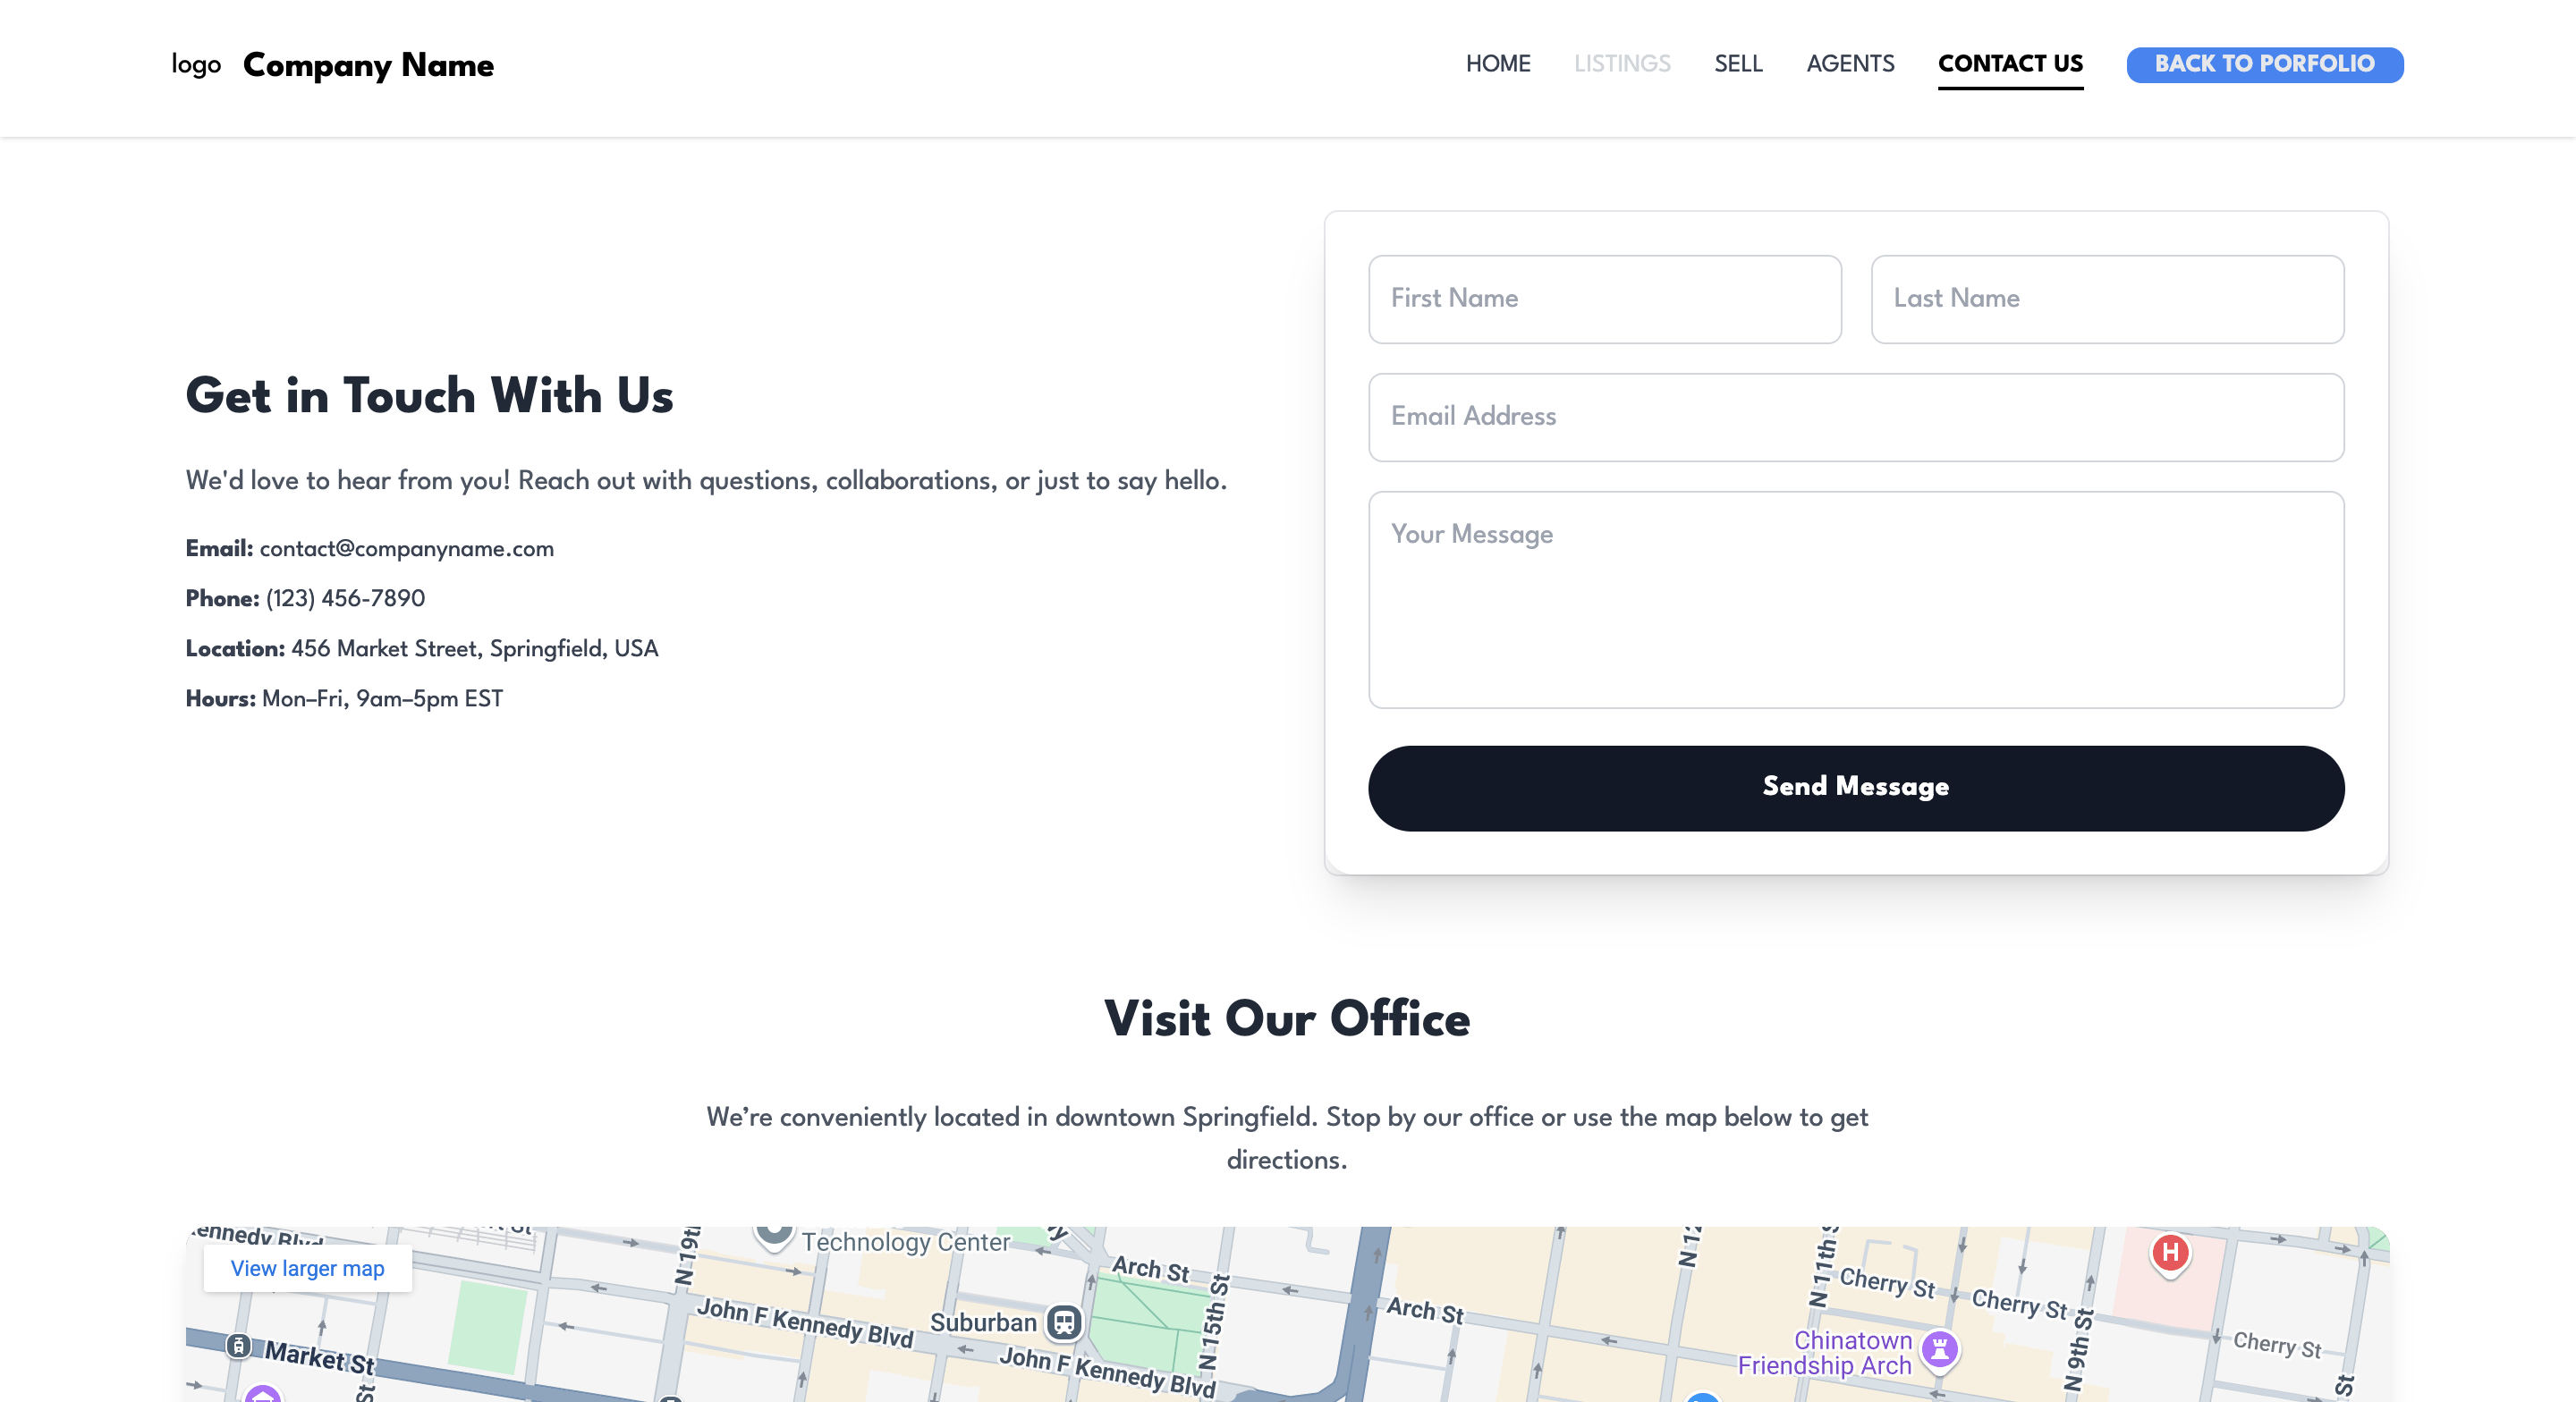 logo Company Name
HOME LISTINGS SELL AGENTS CONTACT US BACK TO PORFOLIO
Get in Touch With Us
We'd love to hear from you! Reach out with questions, collaborations, or just to say hello.
Email: contact@companyname.com
Phone: (123) 456-7890
Location: 456 Market Street, Springfield, USA
Hours: Mon–Fri, 9am–5pm EST
First Name
Last Name
Email Address
Your Message
Send Message
Visit Our Office
We’re conveniently located in downtown Springfield. Stop by our office or use the map below to get
directions.
View larger map
Technology Center
N 19th
Arch St
N 15th St
John F Kennedy Blvd
Suburban
John F Kennedy Blvd
Market St
St
Arch St
N 12
N 11th S
Cherry St
Cherry St
Cherry St
H
Chinatown
Friendship Arch
N 9th St
St